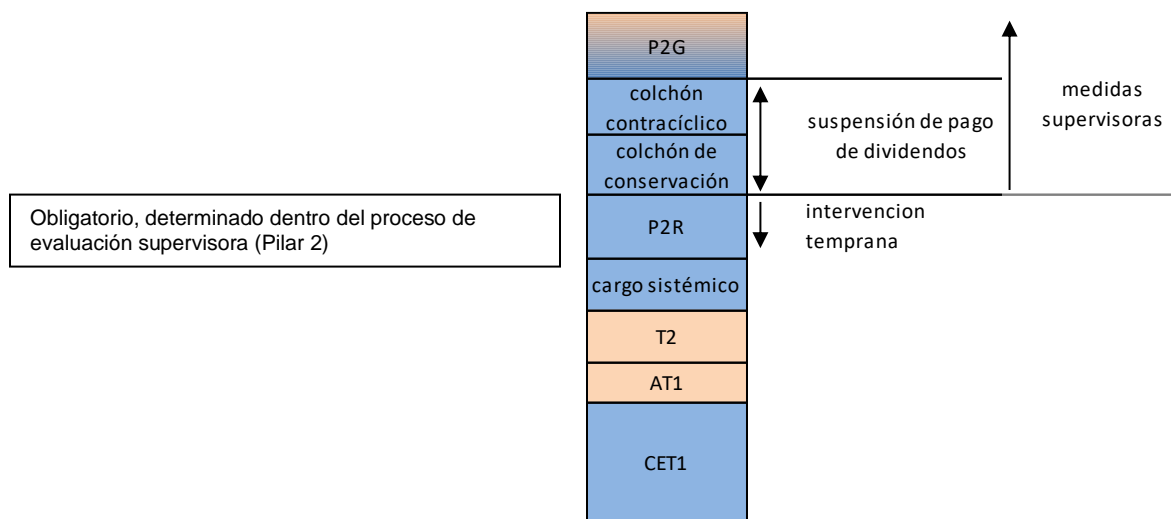 P2G
colchón
contracíclico
colchón de
conservación
suspensión de pago
de dividendos
medidas
supervisoras
Obligatorio, determinado dentro del proceso de
evaluación supervisora (Pilar 2)
P2R
intervencion
temprana
cargo sistémico
T2
AT1
CET1